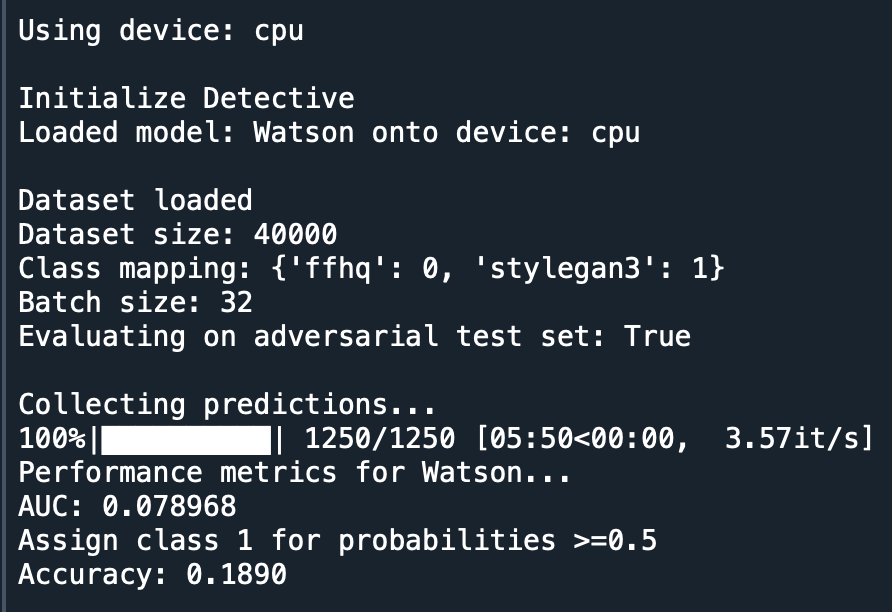 Using device: cpu
Initialize Detective
Loaded model: Watson onto device: cpu
Dataset loaded
Dataset size: 40000
Class mapping: {'ffhq': 0, 'stylegan3': 1}
Batch size: 32
Evaluating on adversarial test set: True
Collecting predictions...
100%|██████████| 1250/1250 [05:50<00:00,  3.57it/s]
Performance metrics for Watson...
AUC: 0.078968
Assign class 1 for probabilities >=0.5
Accuracy: 0.1890